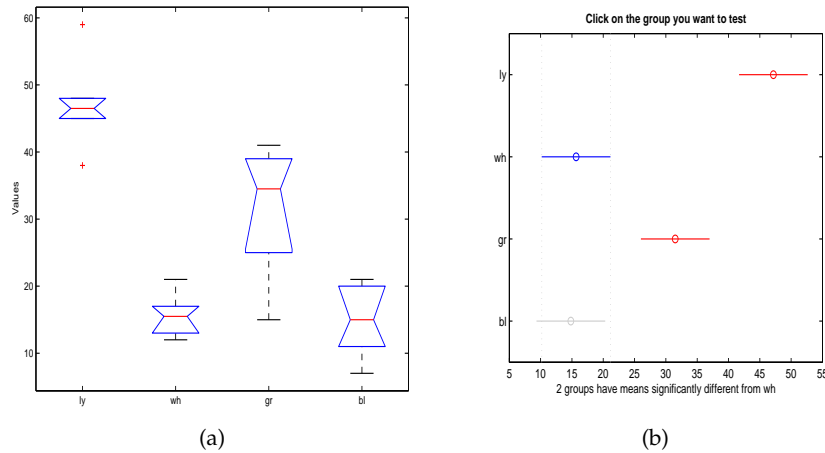 60
50
40
30
20
10
Values
ly wh gr bl
(a)
Click on the group you want to test
ly
wh
gr
bl
5 10 15 20 25 30 35 40 45 50 55
2 groups have means significantly different from wh
(b)